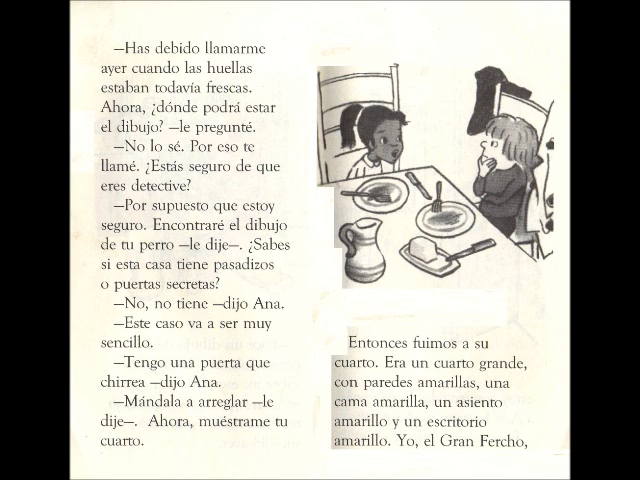 —Has debido llamarme
ayer cuando las huellas
estaban todavía frescas.
Ahora, ¿dónde podrá estar
el dibujo? —le pregunté.
—No lo sé. Por eso te
llamé. ¿Estás seguro de que
eres detective?
—Por supuesto que estoy
seguro. Encontraré el dibujo
de tu perro —le dije—. ¿Sabes
si esta casa tiene pasadizos
o puertas secretas?
—No, no tiene —dijo Ana.
—Este caso va a ser muy
sencillo.
—Tengo una puerta que
chirrea —dijo Ana.
—Mándala a arreglar —le
dije—. Ahora, muéstrame tu
cuarto.
Entonces fuimos a su
cuarto. Era un cuarto grande,
con paredes amarillas, una
cama amarilla, un asiento
amarillo y un escritorio
amarillo. Yo, el Gran Fercho,